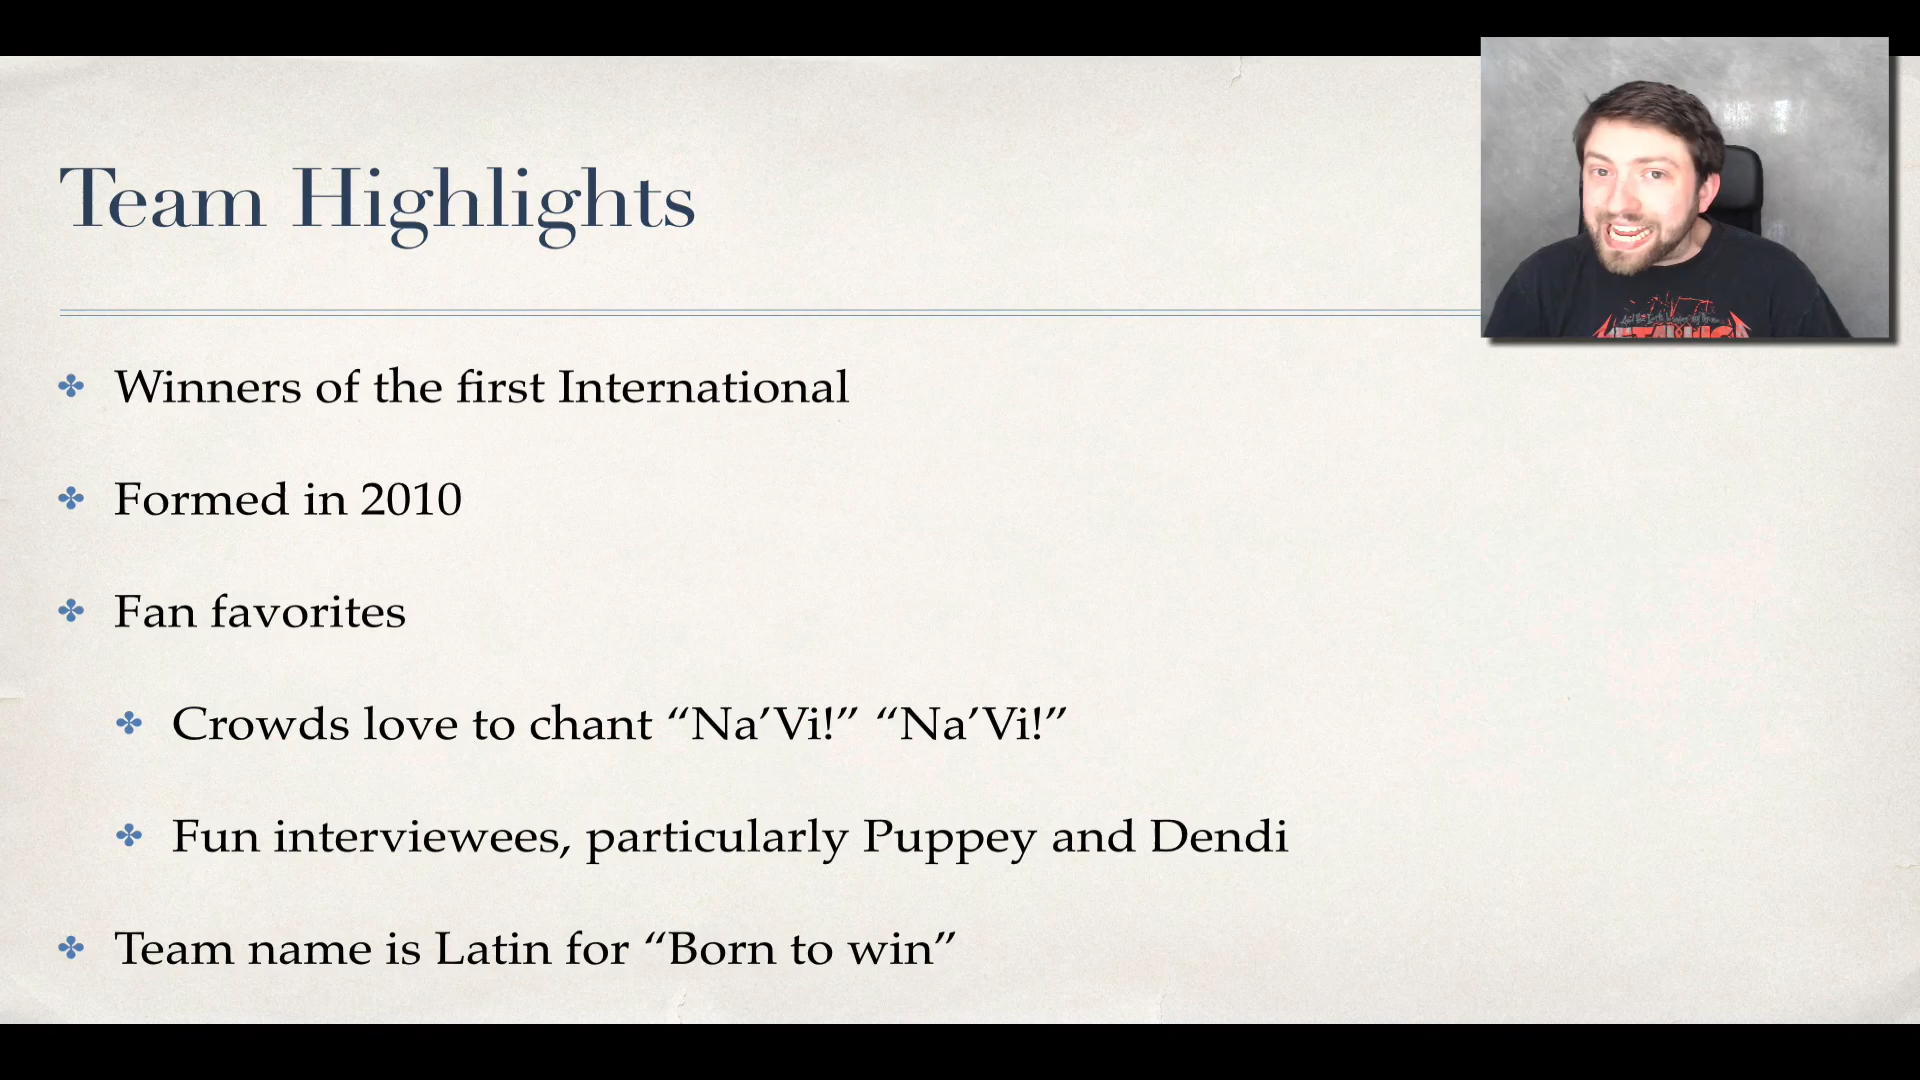 Team Highlights
Winners of the first International
Formed in 2010
Fan favorites
Crowds love to chant “Na’Vi!” “Na’Vi!”
Fun interviewees, particularly Puppey and Dendi
Team name is Latin for “Born to win”